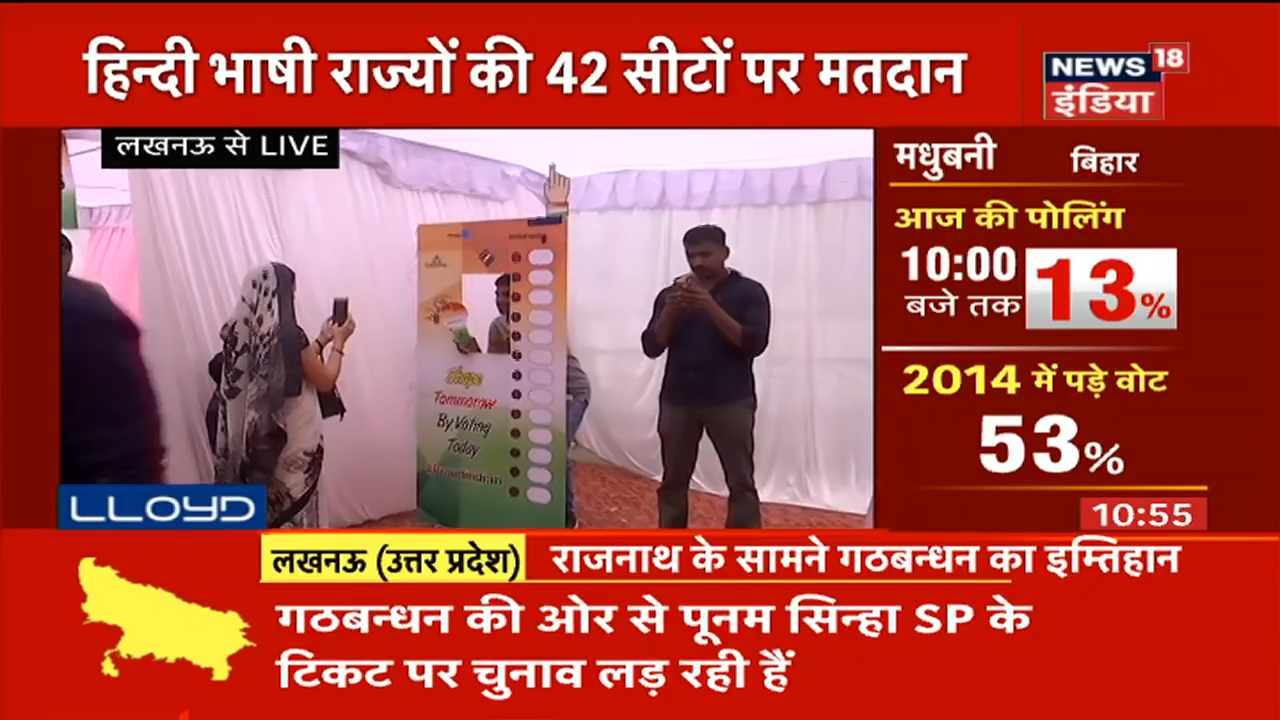 हिन्दी भाषी राज्यों की 42 सीटों पर मतदान
NEWS 18
इंडिया
लखनऊ से LIVE
मधुबनी बिहार
आज की पोलिंग
10:00 बजे तक 13%
2014 में पड़े वोट
53%
Shape
Tommorow
By Voting
Today
LLOYD
10:55
लखनऊ (उत्तर प्रदेश) राजनाथ के सामने गठबन्धन का इम्तिहान
गठबन्धन की ओर से पूनम सिन्हा SP के
टिकट पर चुनाव लड़ रही हैं